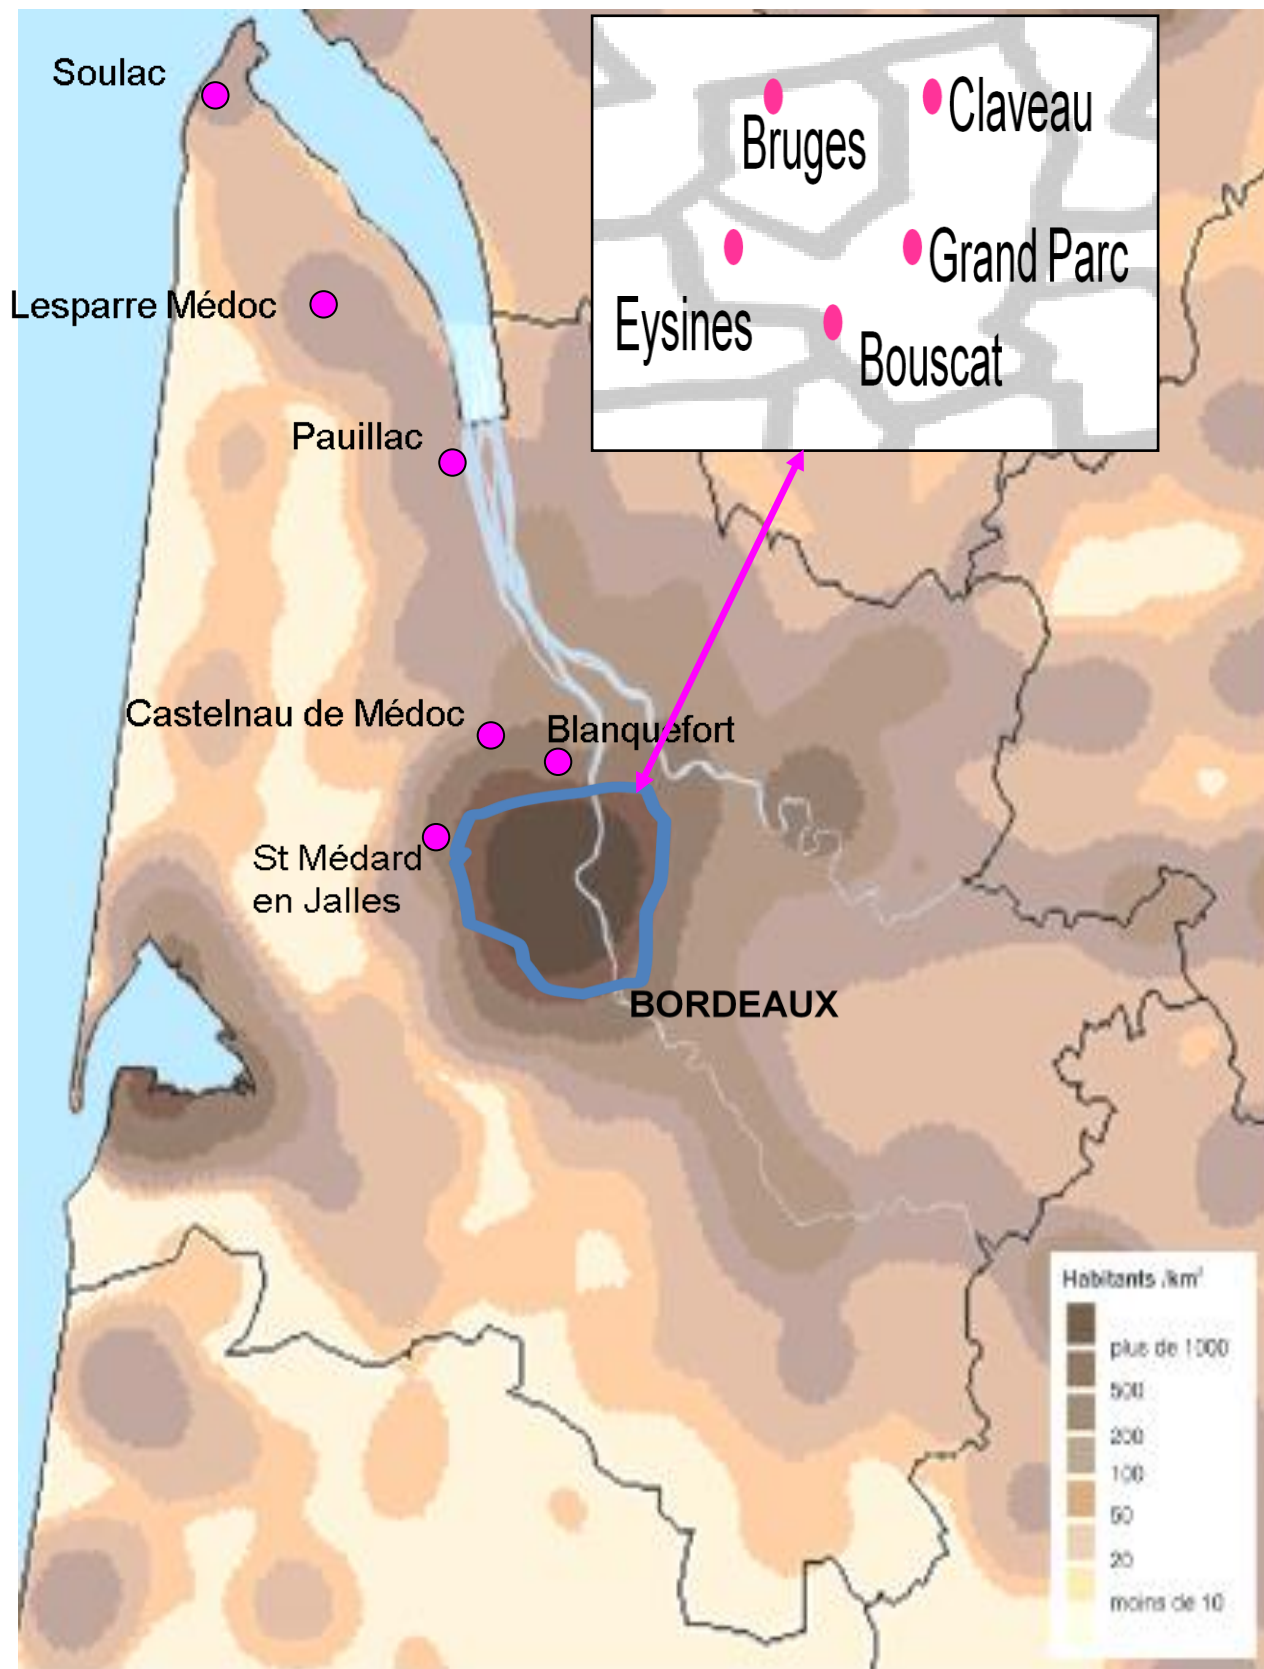 Soulac
Claveau
Bruges
Grand Parc
Lesparre Médoc
Eysines
Bouscat
Pauillac
Castelnau de Médoc
Blanquefort
St Médard
en Jalles
BORDEAUX
Habitants /km²
plus de 1000
500
200
100
50
20
moins de 10